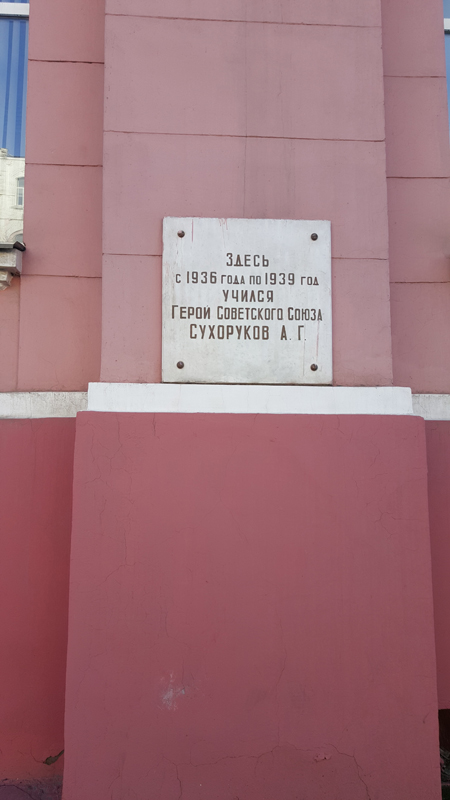 ЗДЕСЬ
С 1936 ГОДА ПО 1939 ГОД
УЧИЛСЯ
ГЕРОЙ СОВЕТСКОГО СОЮЗА
СУХОРУКОВ А. Г.